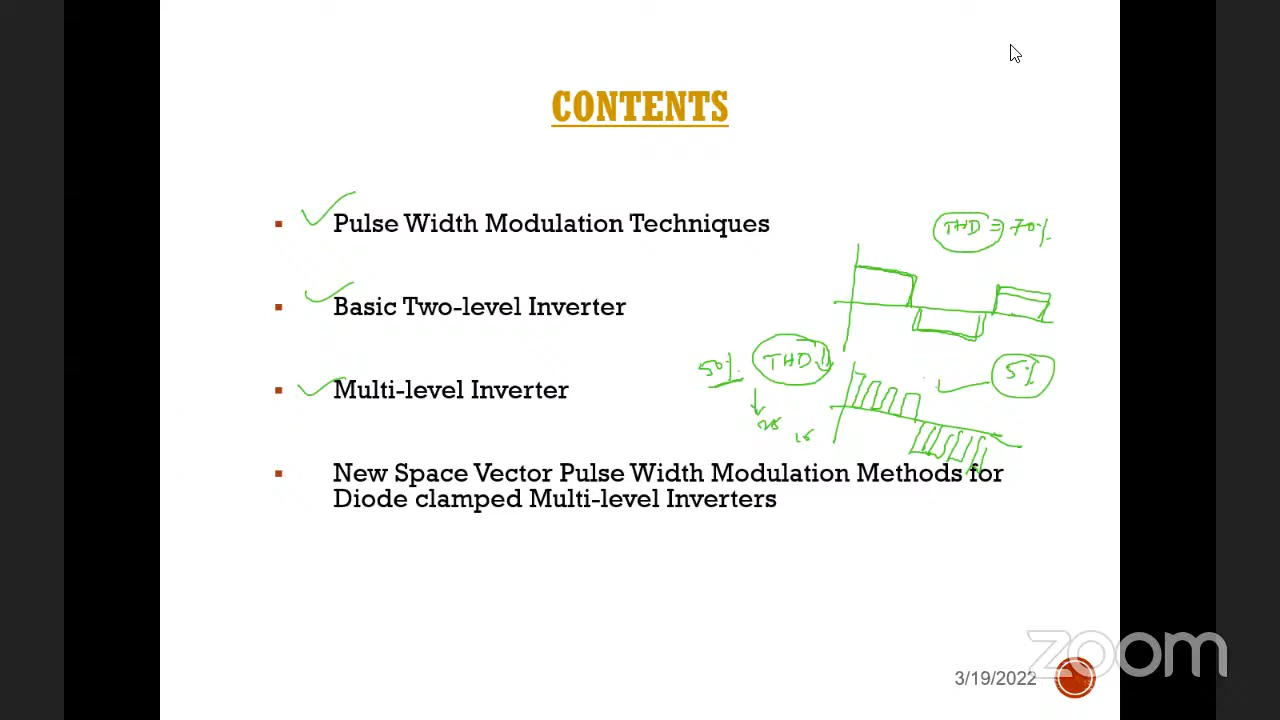 CONTENTS
Pulse Width Modulation Techniques
THD = 70%
Basic Two-level Inverter
50% THD
5%
Multi-level Inverter
New Space Vector Pulse Width Modulation Methods for
Diode clamped Multi-level Inverters
zoom
3/19/2022